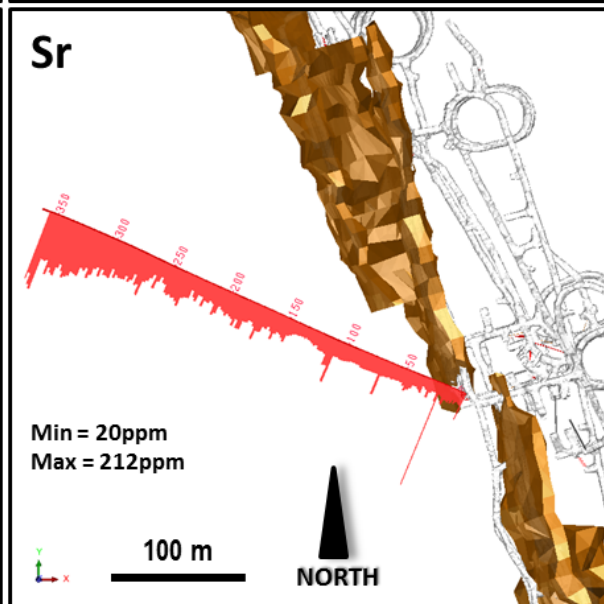 Sr
350
300
250
200
150
100
50
Min = 20ppm
Max = 212ppm
100 m
NORTH
Y
X